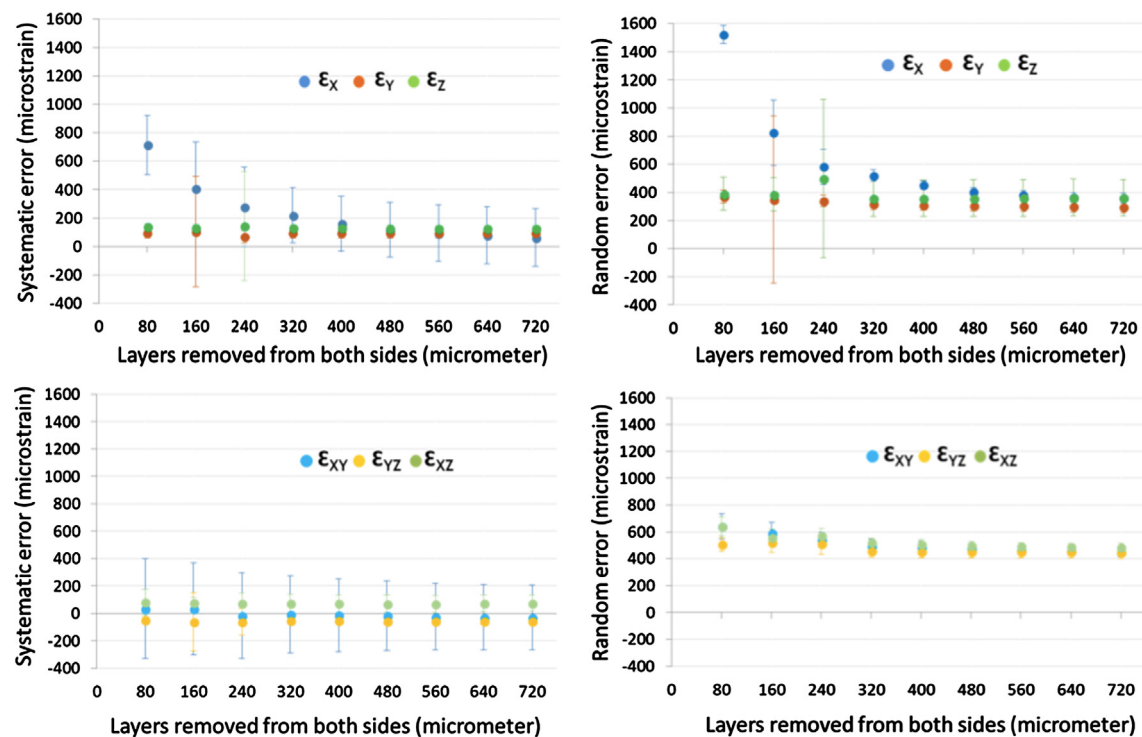 Systematic error (microstrain)
1600
1400
1200
1000
800
600
400
200
0
-200
-400
εX εY εZ
0 80 160 240 320 400 480 560 640 720
Layers removed from both sides (micrometer)
Random error (microstrain)
1600
1400
1200
1000
800
600
400
200
0
-200
-400
εX εY εZ
0 80 160 240 320 400 480 560 640 720
Layers removed from both sides (micrometer)
Systematic error (microstrain)
1600
1400
1200
1000
800
600
400
200
0
-200
-400
εXY εYZ εXZ
0 80 160 240 320 400 480 560 640 720
Layers removed from both sides (micrometer)
Random error (microstrain)
1600
1400
1200
1000
800
600
400
200
0
-200
-400
εXY εYZ εXZ
0 80 160 240 320 400 480 560 640 720
Layers removed from both sides (micrometer)